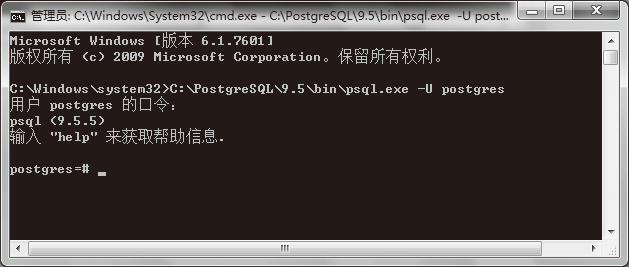 管理员: C:\Windows\System32\cmd.exe - C:\PostgreSQL\9.5\bin\psql.exe -U post...
Microsoft Windows [版本 6.1.7601]
版权所有 (c) 2009 Microsoft Corporation。保留所有权利。
C:\Windows\system32>C:\PostgreSQL\9.5\bin\psql.exe -U postgres
用户 postgres 的口令：
psql (9.5.5)
输入 "help" 来获取帮助信息.
postgres=# _